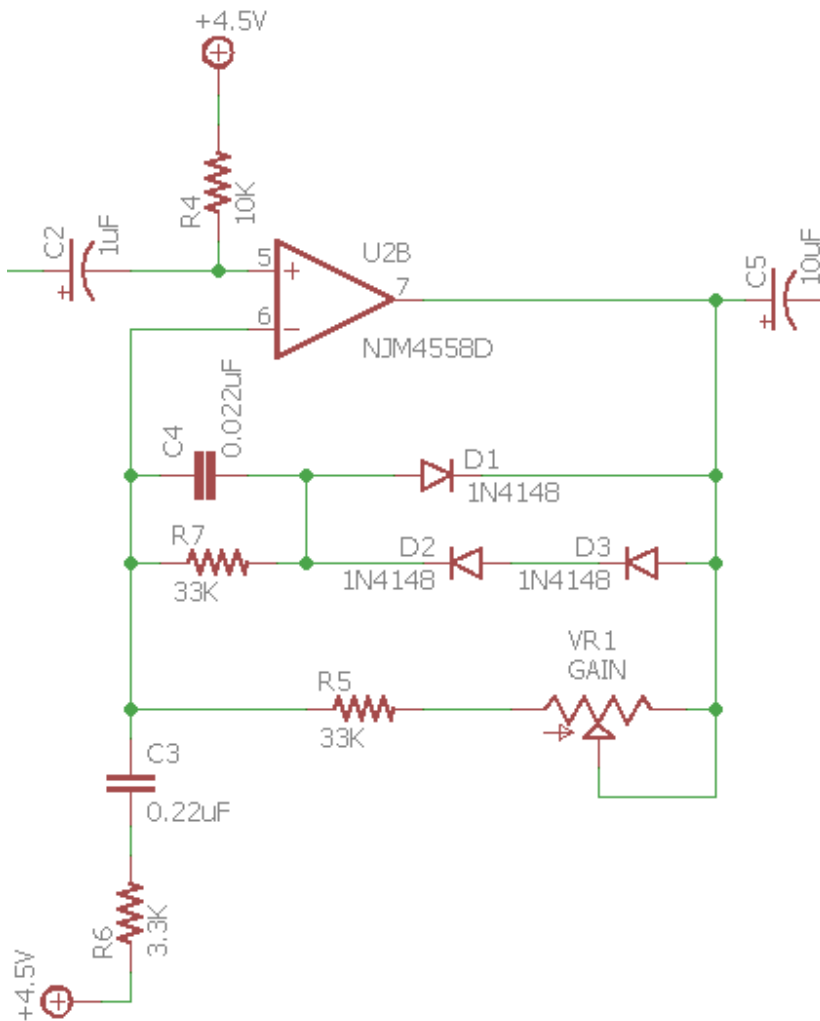 +4.5V
R4
10K
C2
1uF
+
5
+
U2B
7
6
−
NJM4558D
C5
10uF
+
C4
0.022uF
D1
1N4148
R7
33K
D2
1N4148
D3
1N4148
VR1
GAIN
R5
33K
C3
0.22uF
R6
3.3K
+4.5V